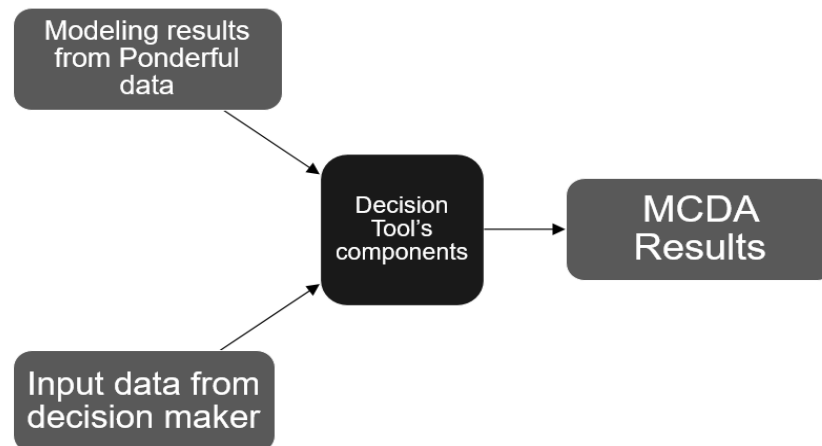 Modeling results
from Ponderful
data
Decision
Tool's
components
MCDA
Results
Input data from
decision maker